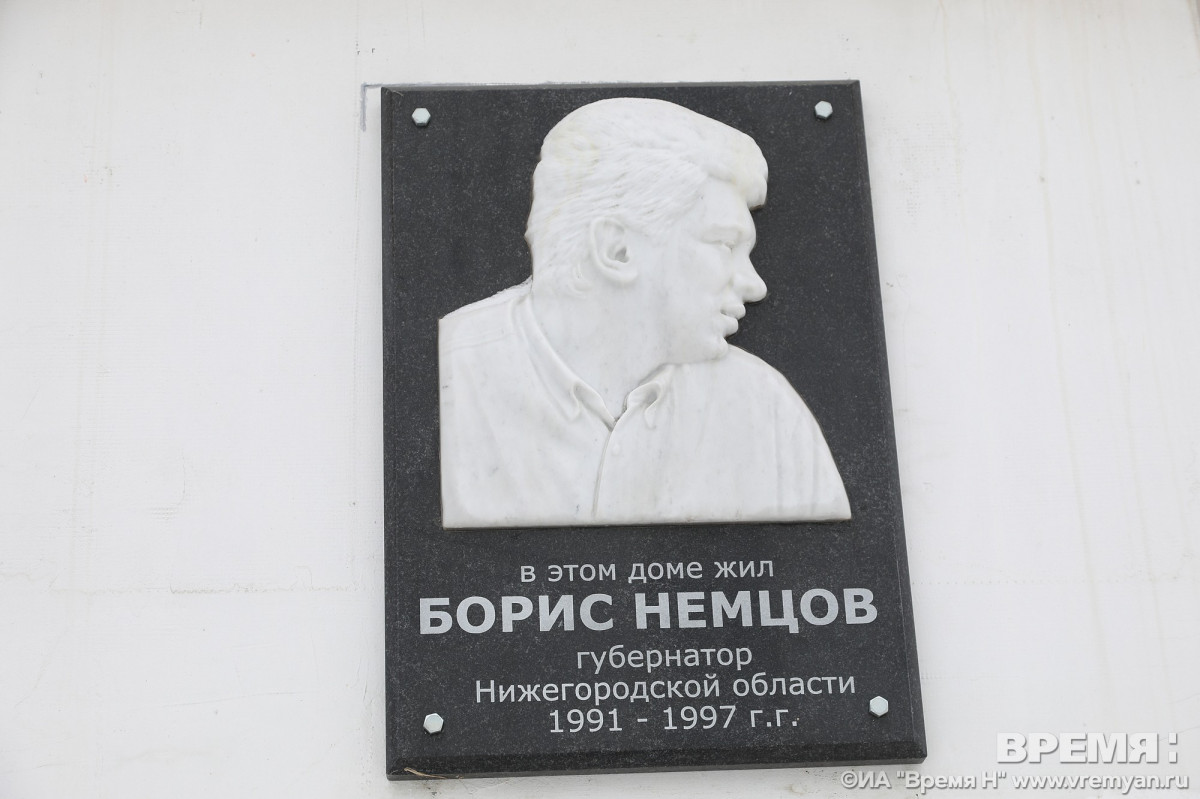 в этом доме жил
БОРИС НЕМЦОВ
губернатор
Нижегородской области
1991 - 1997 г.г.
ВРЕМЯ:
©ИА "Время Н" www.vremyan.ru